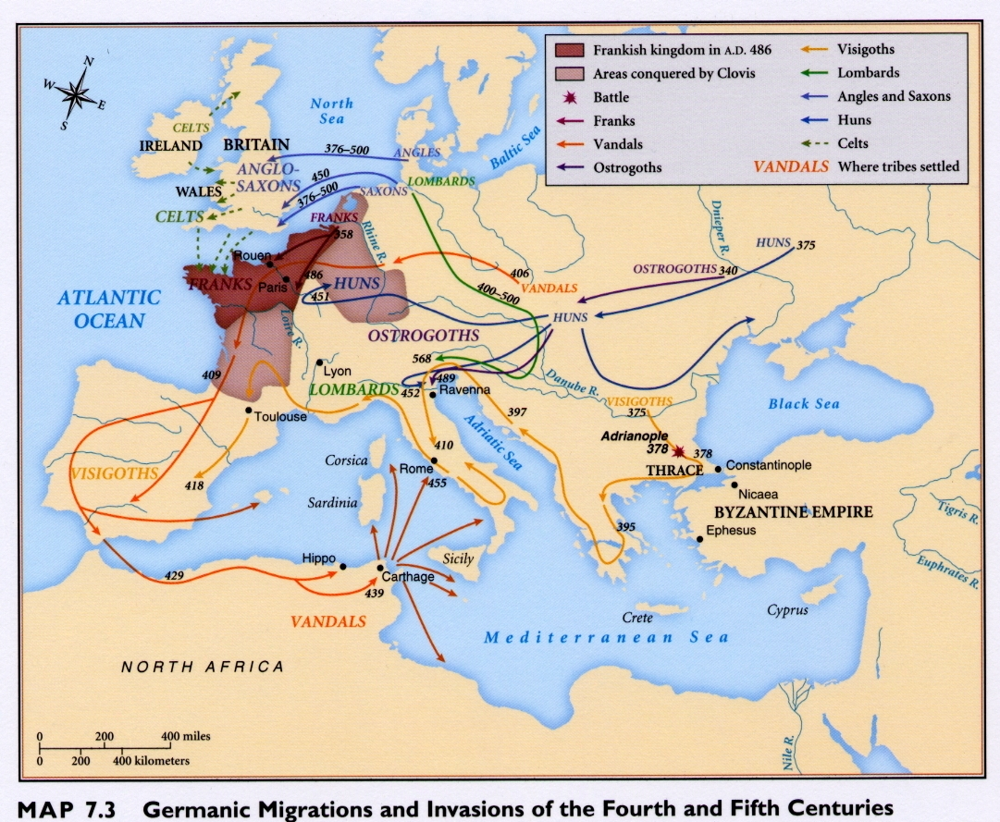 N
W
E
S
Frankish kingdom in A.D. 486
Areas conquered by Clovis
Battle
Franks
Vandals
Ostrogoths
Visigoths
Lombards
Angles and Saxons
Huns
Celts
VANDALS Where tribes settled
North
Sea
Baltic Sea
CELTS
IRELAND
BRITAIN
376–500
ANGLES
ANGLO-
SAXONS
450
LOMBARDS
WALES
376–500
SAXONS
CELTS
FRANKS
358
Rhine R.
Dnieper R.
HUNS 375
Rouen
OSTROGOTHS 340
406
VANDALS
FRANKS
Paris
486
HUNS
451
400–500
ATLANTIC
OCEAN
Loire R.
HUNS
OSTROGOTHS
568
Lyon
409
489
LOMBARDS
452
Ravenna
Danube R.
VISIGOTHS
375
Black Sea
Toulouse
397
Adriatic Sea
Adrianople
378
378
410
Corsica
Rome
455
THRACE
Constantinople
VISIGOTHS
418
Nicaea
Sardinia
BYZANTINE EMPIRE
Tigris R.
395
Ephesus
Hippo
Sicily
Euphrates R.
429
Carthage
439
VANDALS
Crete
Cyprus
Mediterranean Sea
NORTH AFRICA
0 200 400 miles
0 200 400 kilometers
Nile R.
MAP 7.3 Germanic Migrations and Invasions of the Fourth and Fifth Centuries